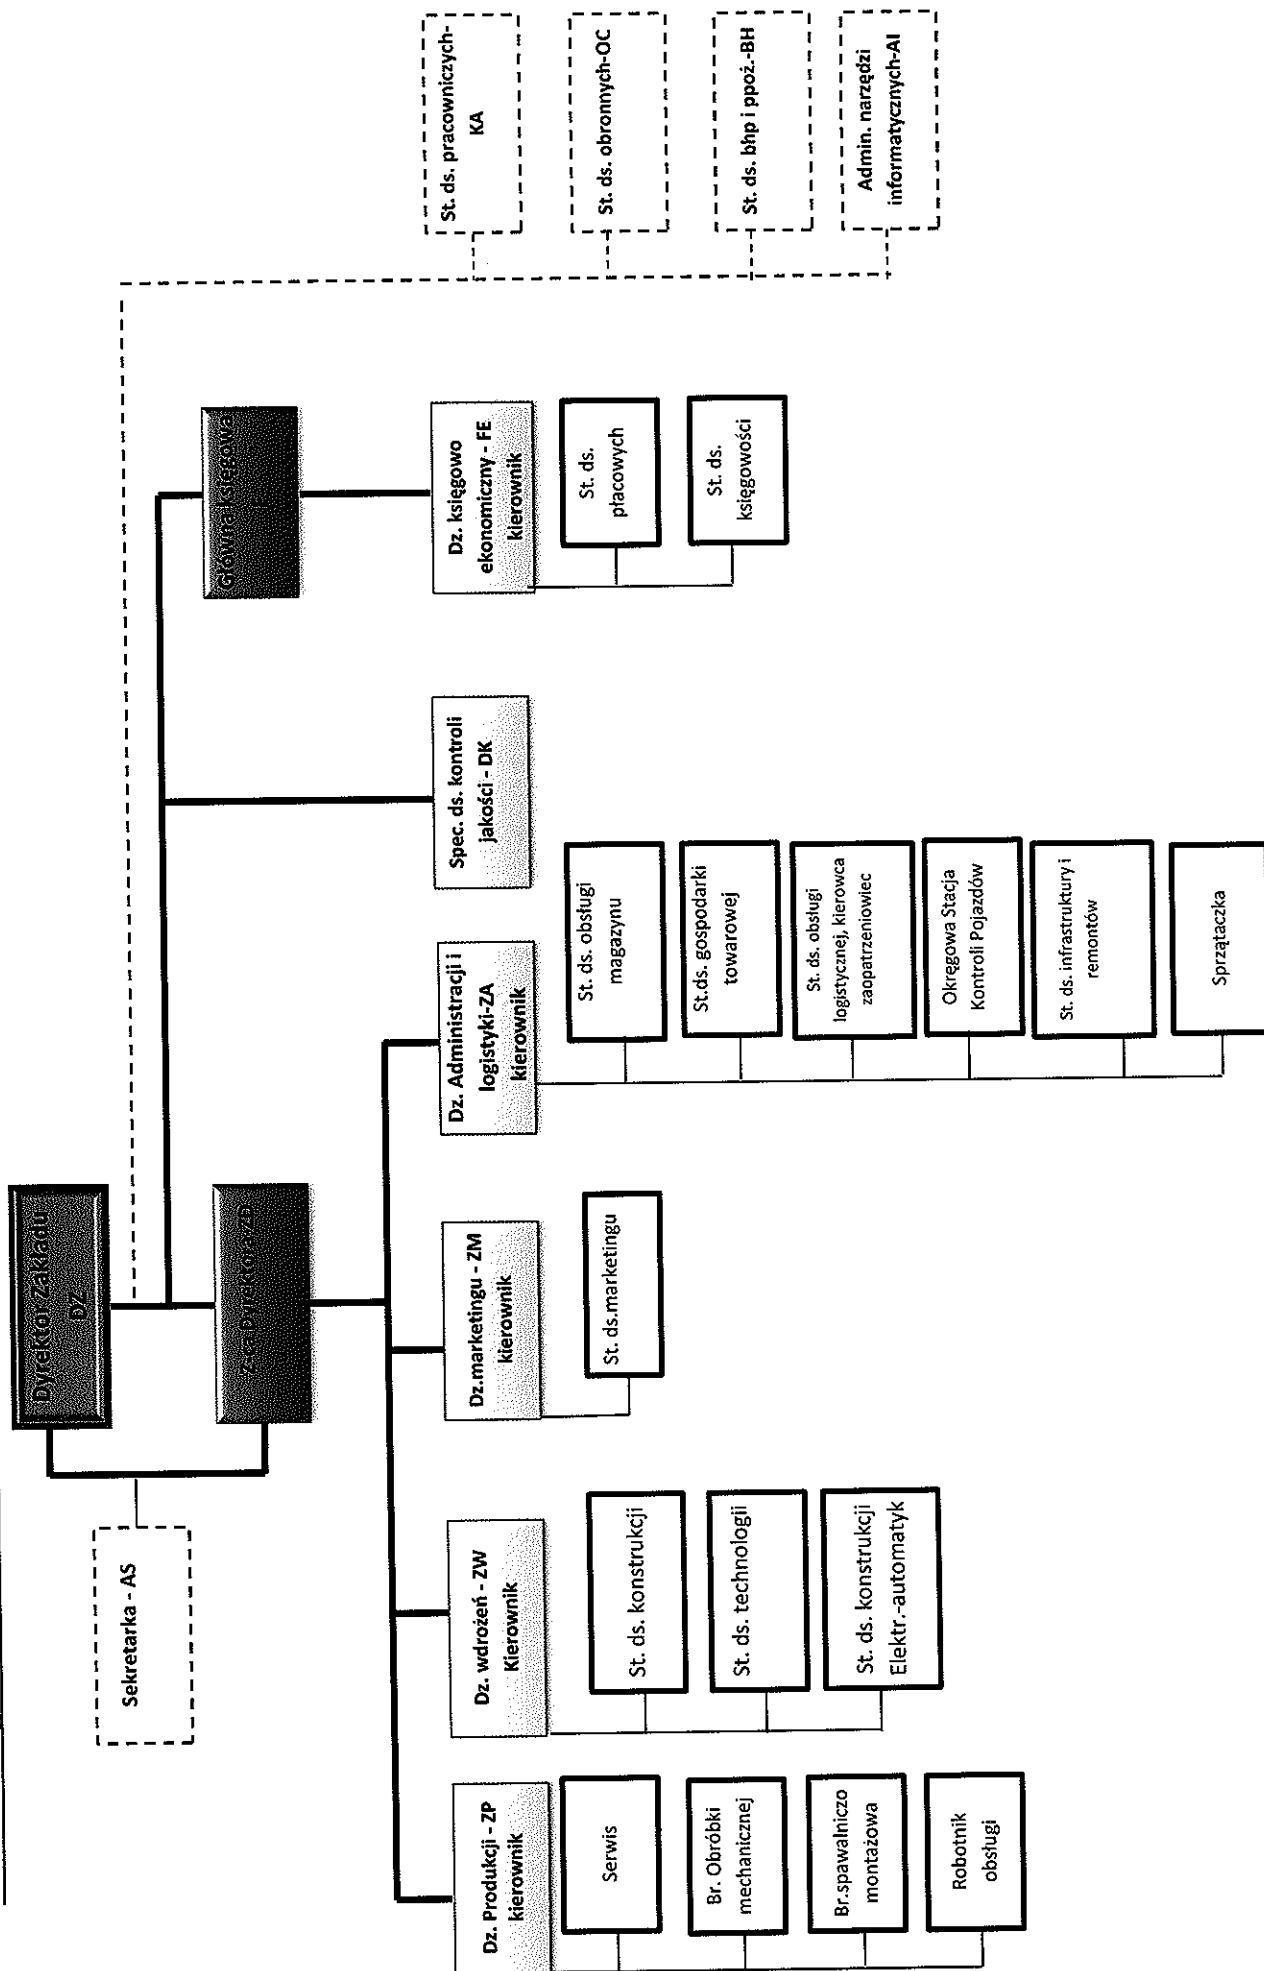 Dyrektor Zakładu
DZ
Sekretarka - AS
Z-ca Dyrektora ZD
Główna księgowa
St. ds. pracowniczych-
KA
St. ds. obronnych-OC
St. ds. bhp i ppoż.-BH
Admin. narzędzi
informatycznych-AI
Dz. Produkcji - ZP
kierownik
Serwis
Br. Obróbki
mechanicznej
Br.spawalniczo
montażowa
Robotnik
obsługi
Dz. wdrożeń - ZW
Kierownik
St. ds. konstrukcji
St. ds. technologii
St. ds. konstrukcji
Elektr.-automatyk
Dz.marketingu - ZM
kierownik
St. ds.marketingu
Dz. Administracji i
logistyki-ZA
kierownik
St. ds. obsługi
magazynu
St.ds. gospodarki
towarowej
St. ds. obsługi
logistycznej, kierowca
zaopatrzeniowiec
Okręgowa Stacja
Kontroli Pojazdów
St. ds. infrastruktury i
remontów
Sprzątaczka
Spec. ds. kontroli
jakości - DK
Dz. księgowo
ekonomiczny - FE
kierownik
St. ds.
płacowych
St. ds.
księgowości